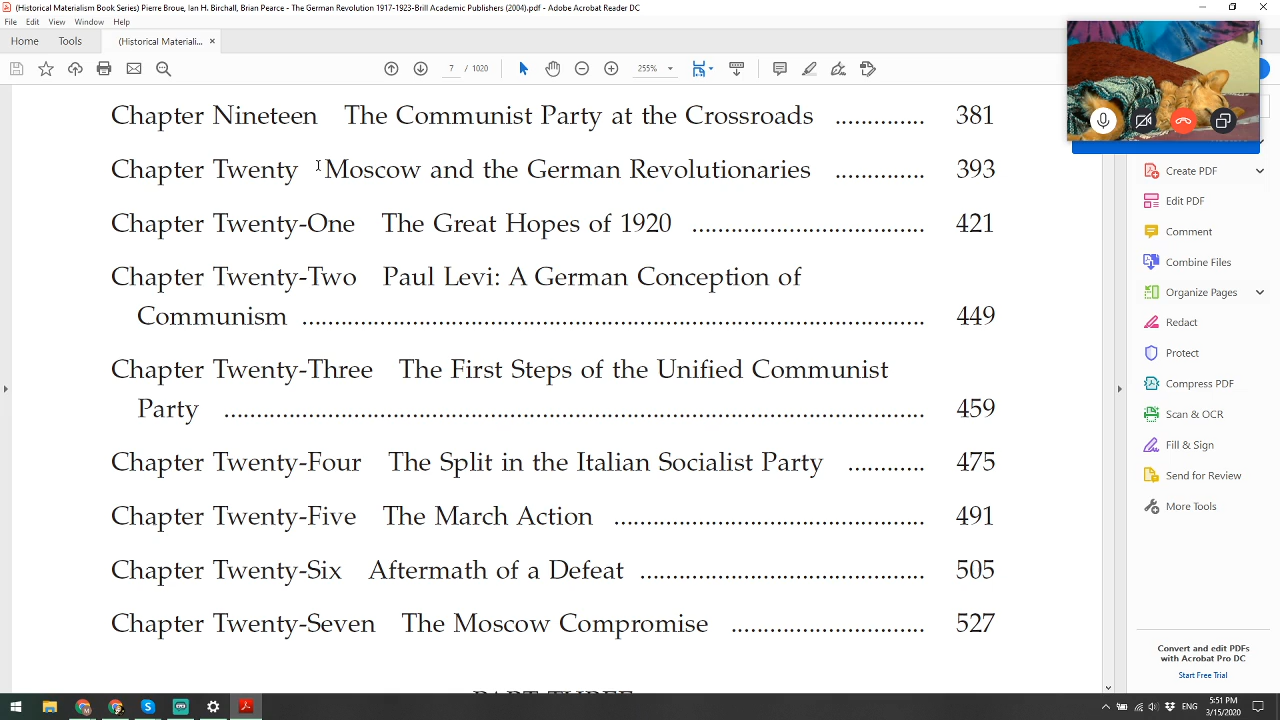 (Historical Materialism Book Series) Pierre Broue, Ian H. Birchall, Brian Pearce - The German Revolution 1917-1923-Brill Academic Publishers (2004).pdf - Adobe Acrobat Reader DC
File Edit View Window Help
Home Tools (Historical Materiali... ×
7 / 1020 255%
Chapter Nineteen The Communist Party at the Crossroads ............. 381
Chapter Twenty Moscow and the German Revolutionaries ............. 393
Chapter Twenty-One The Great Hopes of 1920 .................................... 421
Chapter Twenty-Two Paul Levi: A German Conception of
Communism ................................................................................................ 449
Chapter Twenty-Three The First Steps of the Unified Communist
Party ............................................................................................................ 459
Chapter Twenty-Four The Split in the Italian Socialist Party ............ 475
Chapter Twenty-Five The March Action ................................................ 491
Chapter Twenty-Six Aftermath of a Defeat ............................................ 505
Chapter Twenty-Seven The Moscow Compromise .............................. 527
PART THREE
Create PDF
Edit PDF
Comment
Combine Files
Organize Pages
Redact
Protect
Compress PDF
Scan & OCR
Fill & Sign
Send for Review
More Tools
Convert and edit PDFs
with Acrobat Pro DC
Start Free Trial
ENG
5:51 PM
3/15/2020